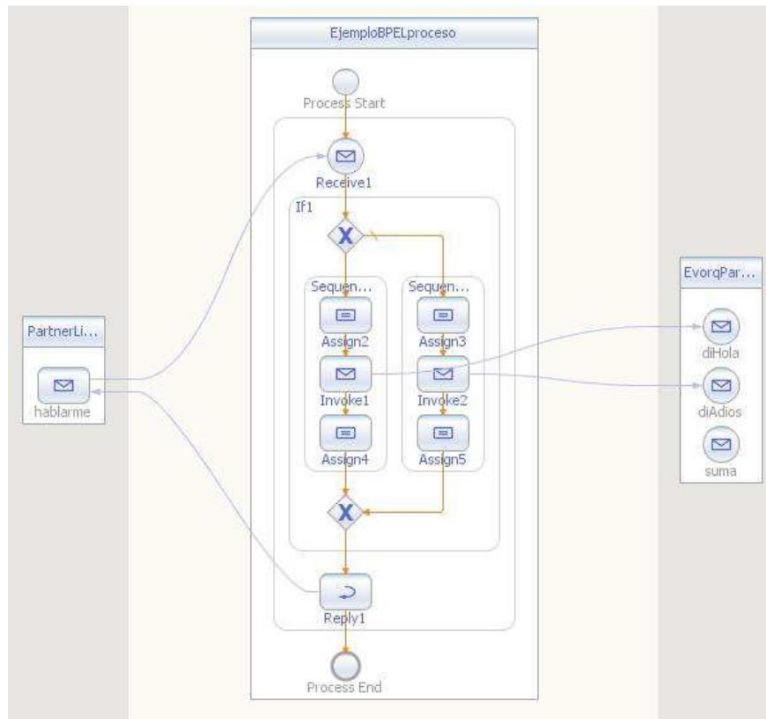 EjemploBPELproceso
Process Start
Receive1
If1
Sequen...
Sequen...
Assign2
Assign3
Invoke1
Invoke2
Assign4
Assign5
Reply1
Process End
PartnerLi...
hablarme
EvorqPar...
diHola
diAdios
suma